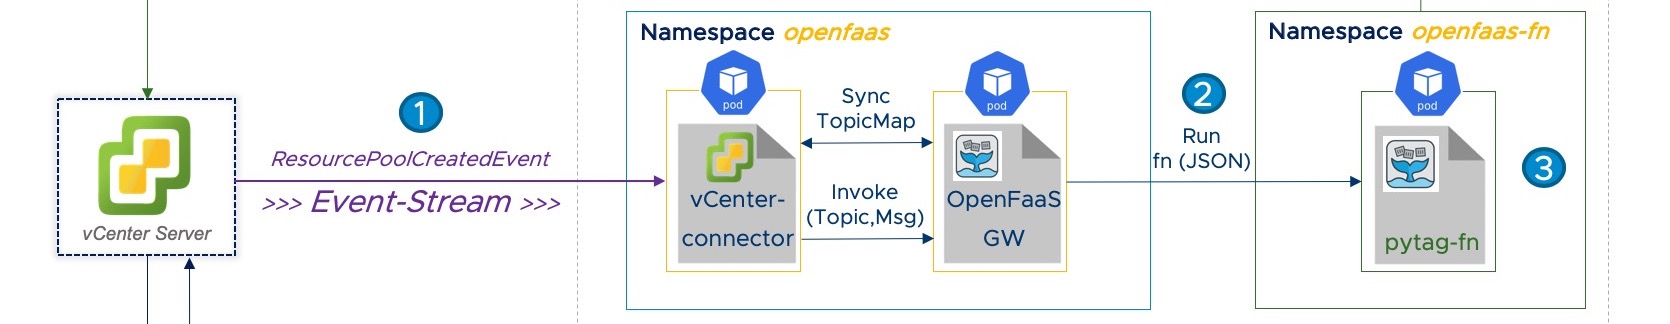 1
ResourcePoolCreatedEvent
>>> Event-Stream >>>
vCenter Server
Namespace openfaas
pod
vCenter-
connector
Sync
TopicMap
Invoke
(Topic,Msg)
pod
OpenFaaS
GW
2
Run
fn (JSON)
Namespace openfaas-fn
pod
pytag-fn
3